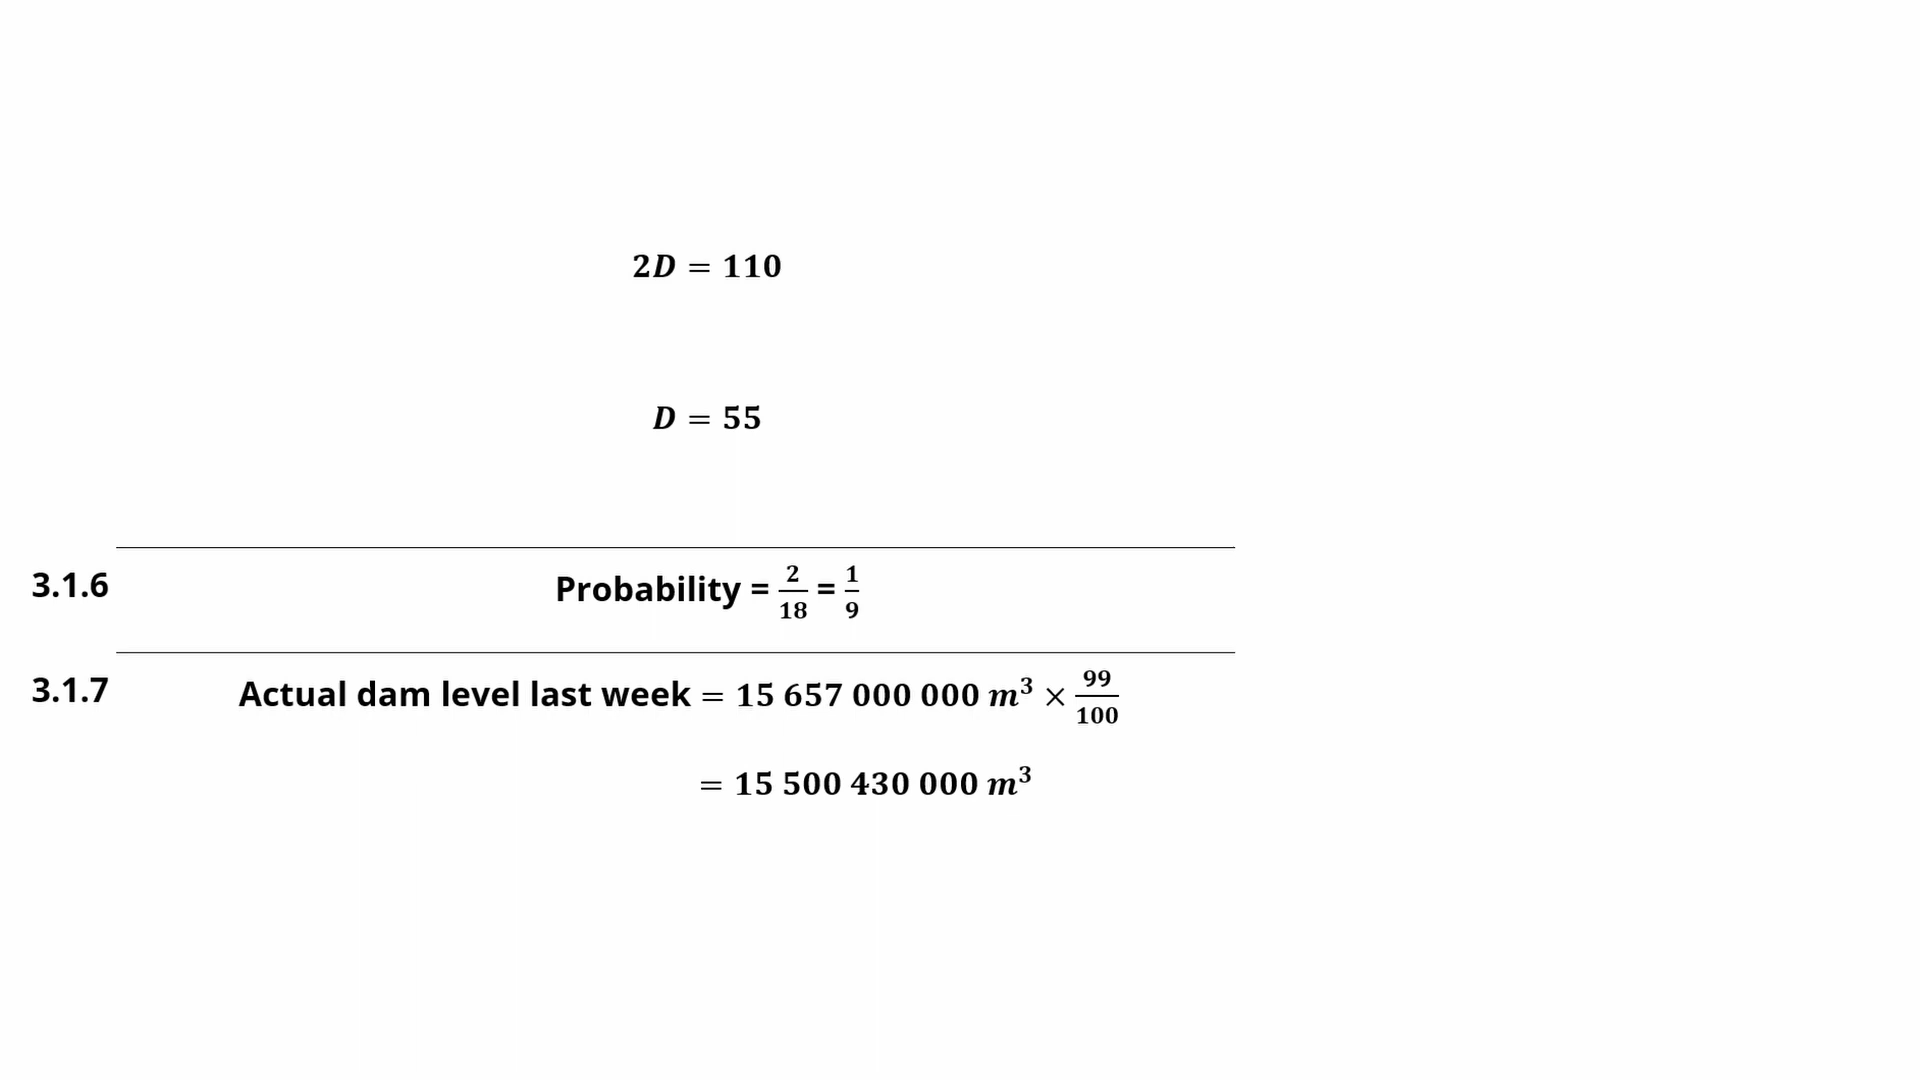 2D = 110
D = 55
3.1.6 Probability = 2/18 = 1/9
3.1.7 Actual dam level last week = 15 657 000 000 m³ × 99/100
= 15 500 430 000 m³